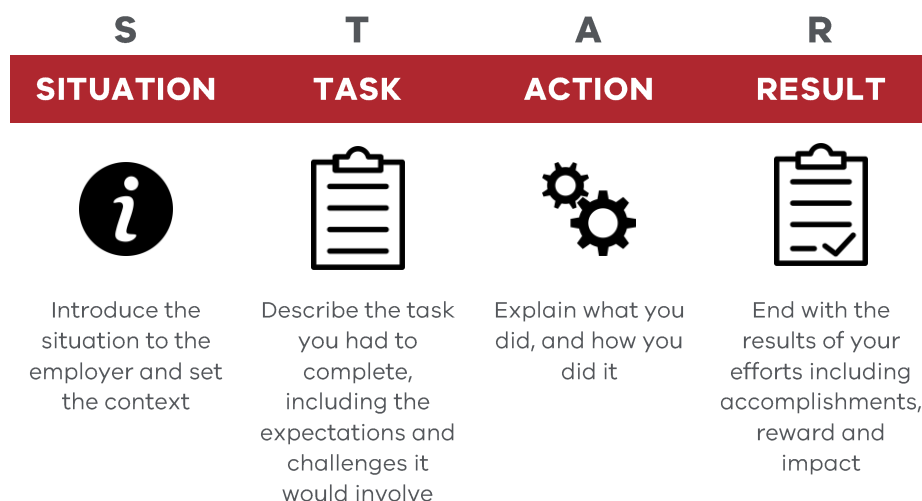 S
T
A
R
SITUATION
TASK
ACTION
RESULT
i
Introduce the
situation to the
employer and set
the context
Describe the task
you had to
complete,
including the
expectations and
challenges it
would involve
Explain what you
did, and how you
did it
End with the
results of your
efforts including
accomplishments,
reward and
impact